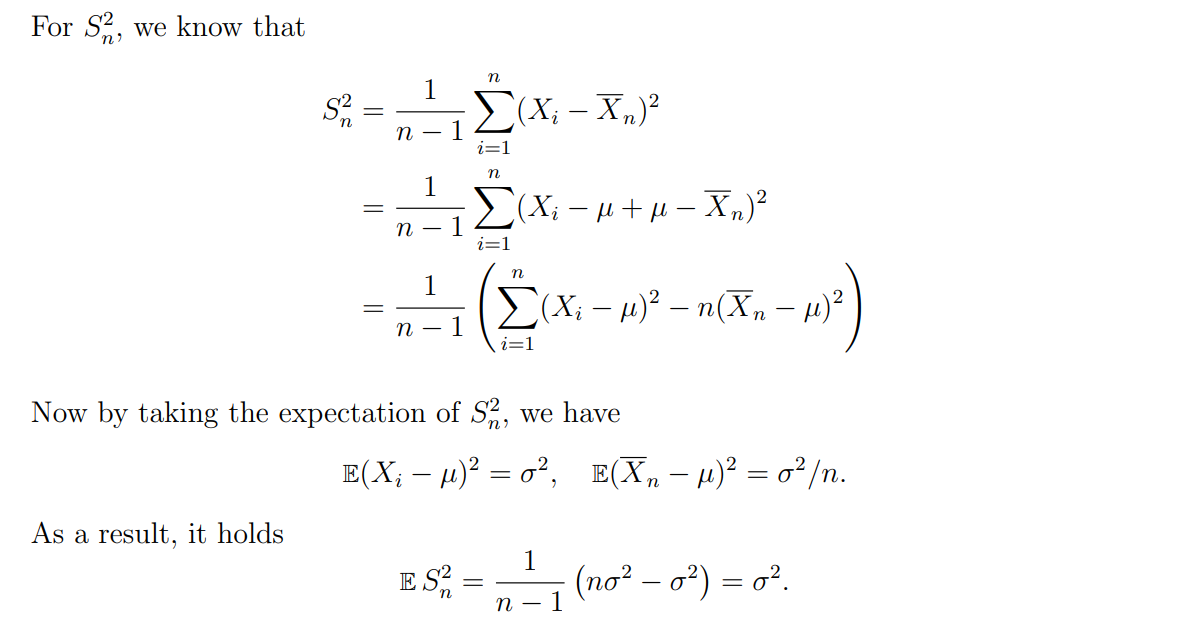 For $S_n^2$, we know that
$S_n^2 = \frac{1}{n-1} \sum_{i=1}^{n} (X_i - \overline{X}_n)^2$
$= \frac{1}{n-1} \sum_{i=1}^{n} (X_i - \mu + \mu - \overline{X}_n)^2$
$= \frac{1}{n-1} \left( \sum_{i=1}^{n} (X_i - \mu)^2 - n(\overline{X}_n - \mu)^2 \right)$
Now by taking the expectation of $S_n^2$, we have
$\mathbb{E}(X_i - \mu)^2 = \sigma^2, \quad \mathbb{E}(\overline{X}_n - \mu)^2 = \sigma^2/n.$
As a result, it holds
$\mathbb{E}\, S_n^2 = \frac{1}{n-1} \left( n\sigma^2 - \sigma^2 \right) = \sigma^2.$